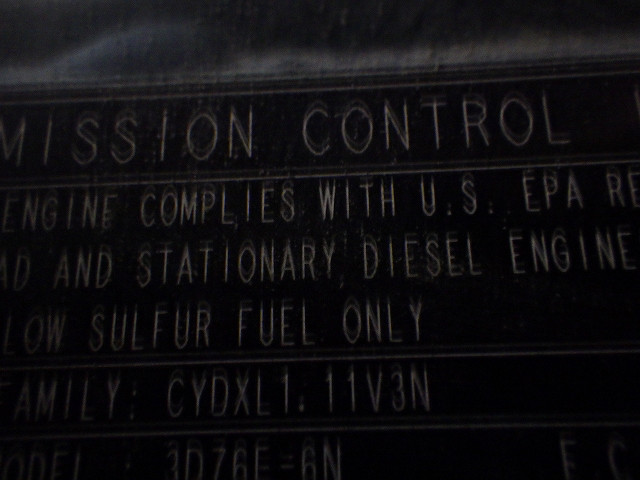 MISSION CONTROL
ENGINE COMPLIES WITH U.S. EPA RE
AD AND STATIONARY DIESEL ENGINE
LOW SULFUR FUEL ONLY
FAMILY: CYDXL1.11V3N
MODEL : 3D76E-6N E.C